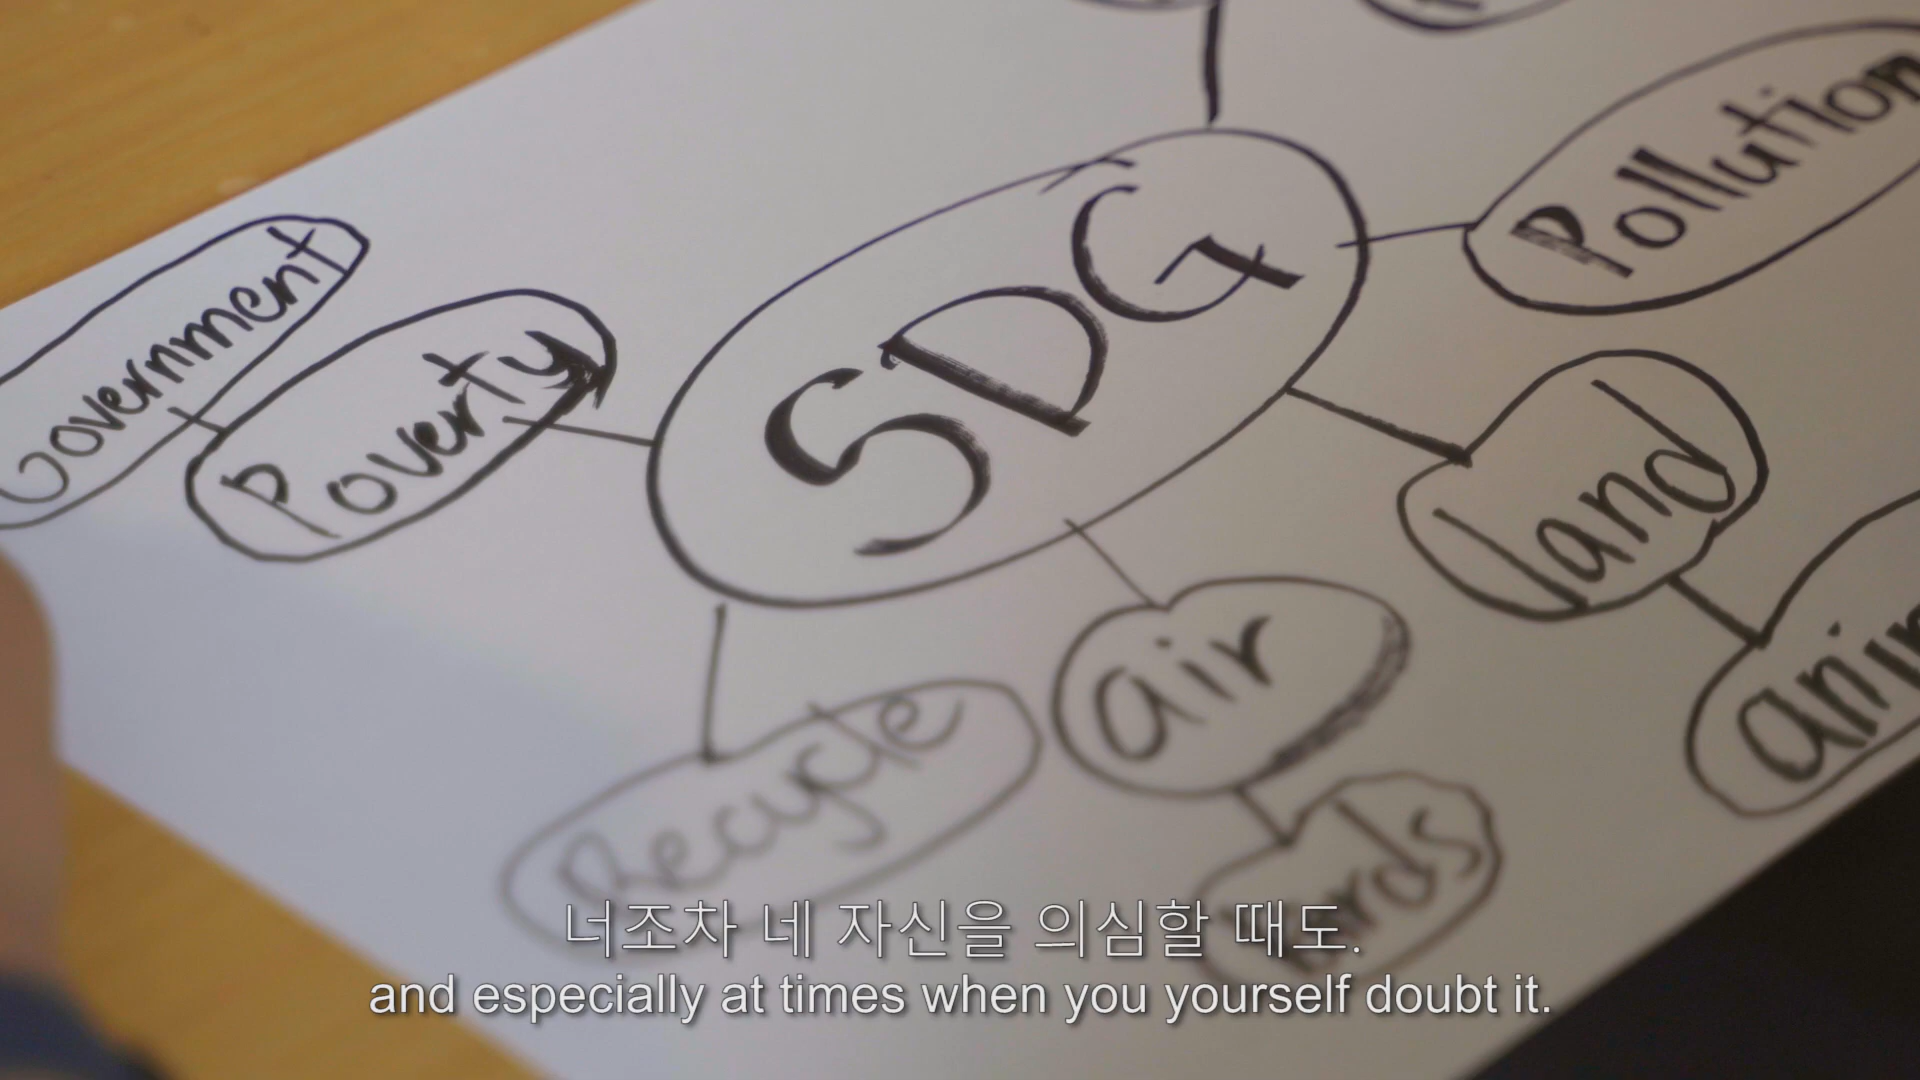 Pollution
SDG
Government
Poverty
land
air
Recycle
너조차 네 자신을 의심할 때도.
and especially at times when you yourself doubt it.